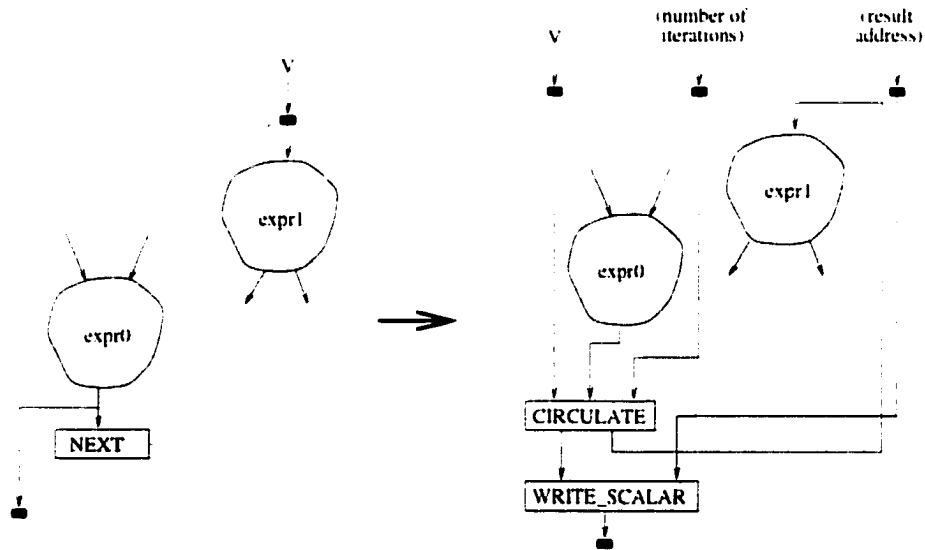 V
expr1
expr0
NEXT
V
(number of
iterations)
(result
address)
expr1
expr0
CIRCULATE
WRITE_SCALAR